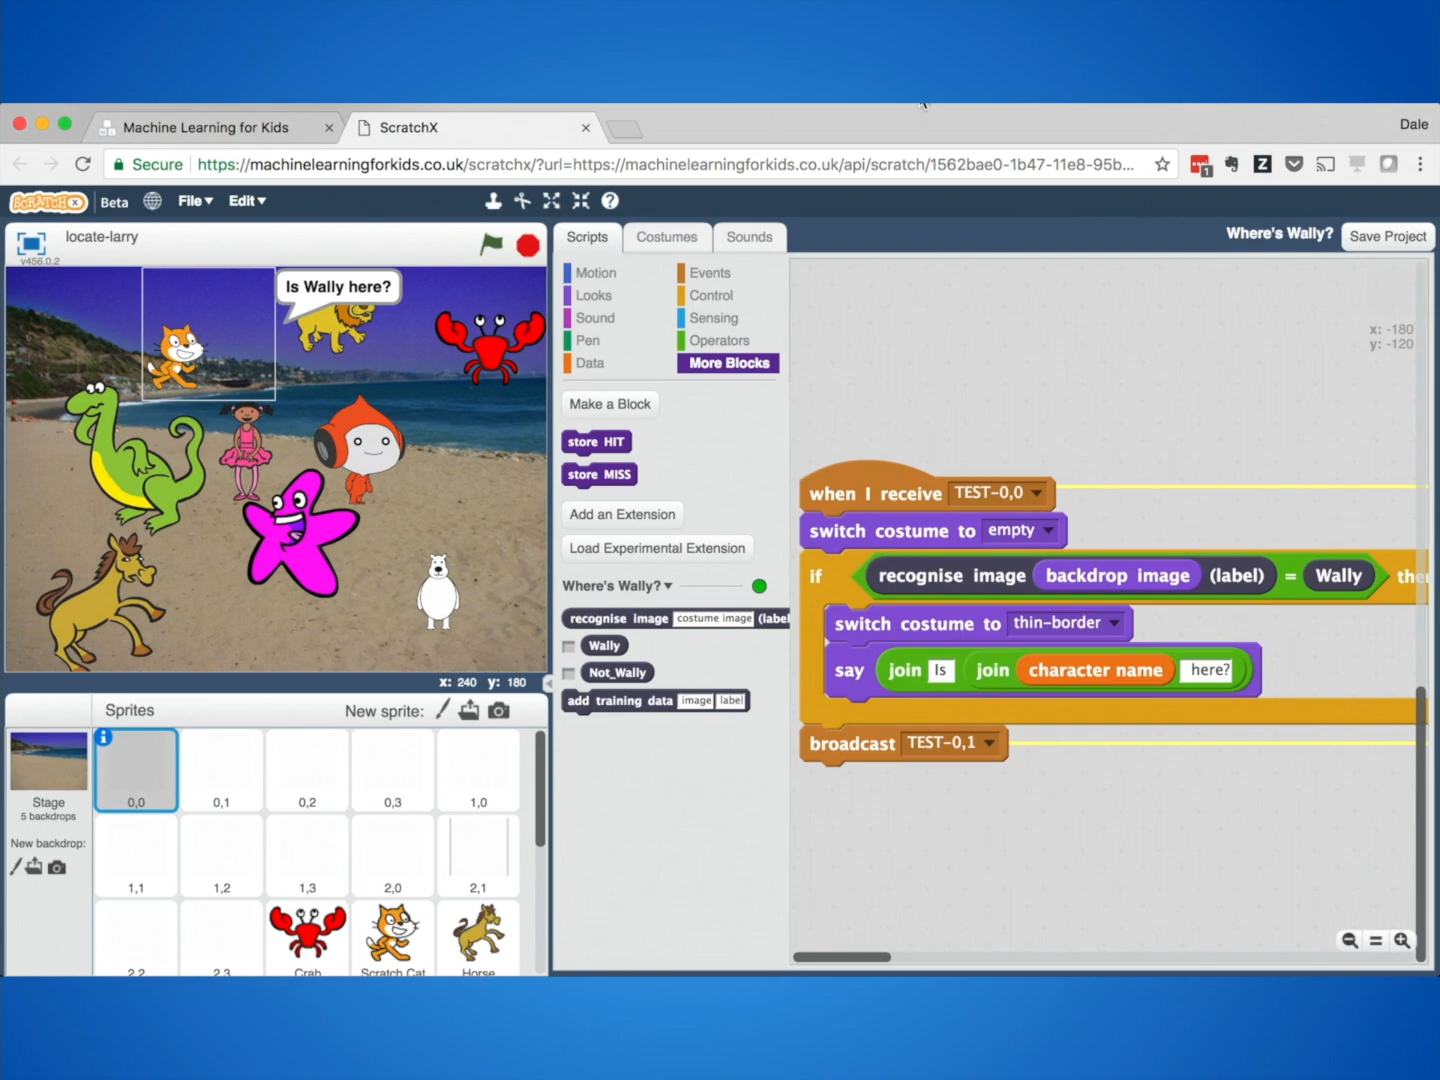 Machine Learning for Kids
ScratchX
Dale
Secure
https://machinelearningforkids.co.uk/scratchx/?url=https://machinelearningforkids.co.uk/api/scratch/1562bae0-1b47-11e8-95b...
1
SCRATCHX
Beta
File
Edit
locate-larry
v456.0.2
Scripts
Costumes
Sounds
Where's Wally?
Save Project
Is Wally here?
Motion
Events
Looks
Control
Sound
Sensing
Pen
Operators
Data
More Blocks
x: -180
y: -120
Make a Block
store HIT
store MISS
Add an Extension
Load Experimental Extension
Where's Wally?
recognise image costume image (label
Wally
Not_Wally
add training data image label
when I receive TEST-0,0
switch costume to empty
if recognise image backdrop image (label) = Wally the
switch costume to thin-border
say join Is join character name here?
broadcast TEST-0,1
x: 240 y: 180
Sprites
New sprite:
Stage
5 backdrops
New backdrop:
0,0
0,1
0,2
0,3
1,0
1,1
1,2
1,3
2,0
2,1
2,2
2,3
Crab
Scratch Cat
Horse